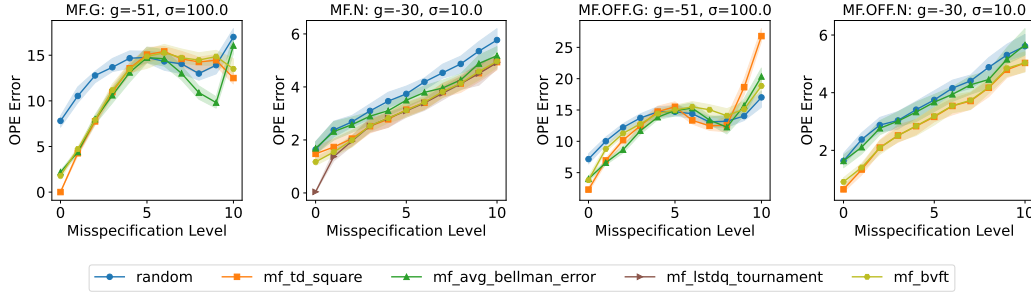 MF.G: g=-51, σ=100.0
OPE Error
15
10
5
0
0 5 10
Misspecification Level
MF.N: g=-30, σ=10.0
OPE Error
6
4
2
0
0 5 10
Misspecification Level
MF.OFF.G: g=-51, σ=100.0
OPE Error
25
20
15
10
5
0 5 10
Misspecification Level
MF.OFF.N: g=-30, σ=10.0
OPE Error
6
4
2
0 5 10
Misspecification Level
random mf_td_square mf_avg_bellman_error mf_lstdq_tournament mf_bvft